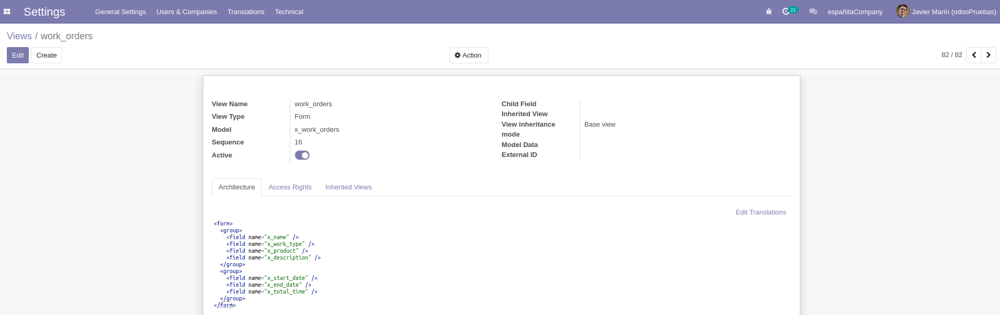 Settings General Settings Users & Companies Translations Technical 21 españitaCompany Javier Marín (odooPruebas)
Views / work_orders
Edit Create Action 82 / 82
View Name work_orders
View Type Form
Model x_work_orders
Sequence 16
Active
Child Field
Inherited View
View inheritance mode Base view
Model Data
External ID
Architecture Access Rights Inherited Views
Edit Translations
<form>
  <group>
    <field name="x_name" />
    <field name="x_work_type" />
    <field name="x_product" />
    <field name="x_description" />
  </group>
  <group>
    <field name="x_start_date" />
    <field name="x_end_date" />
    <field name="x_total_time" />
  </group>
</form>